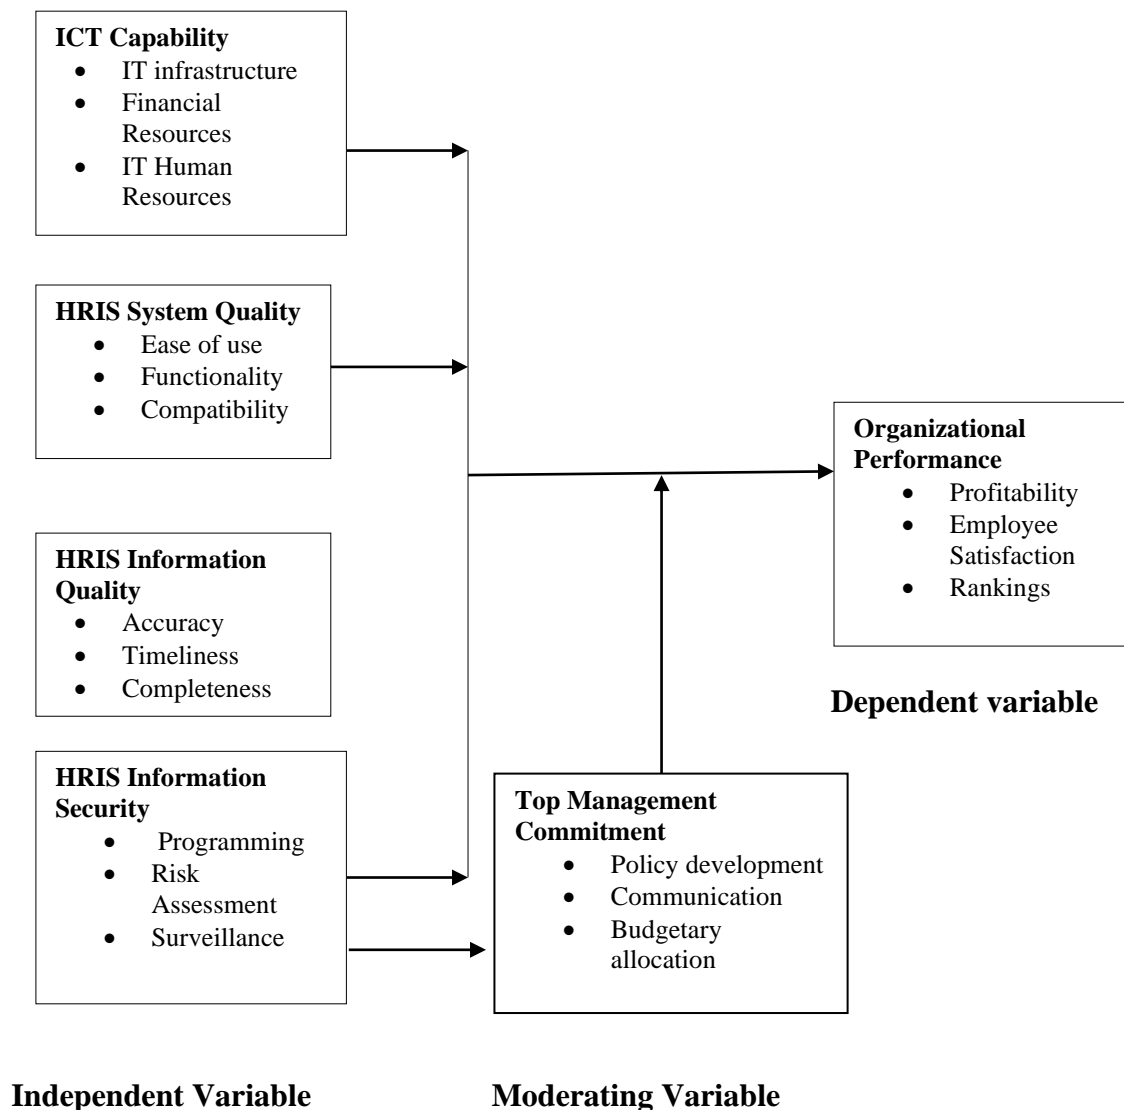 ICT Capability
• IT infrastructure
• Financial
Resources
• IT Human
Resources
HRIS System Quality
• Ease of use
• Functionality
• Compatibility
HRIS Information
Quality
• Accuracy
• Timeliness
• Completeness
HRIS Information
Security
• Programming
• Risk
Assessment
• Surveillance
Independent Variable
Top Management
Commitment
• Policy development
• Communication
• Budgetary
allocation
Moderating Variable
Organizational
Performance
• Profitability
• Employee
Satisfaction
• Rankings
Dependent variable